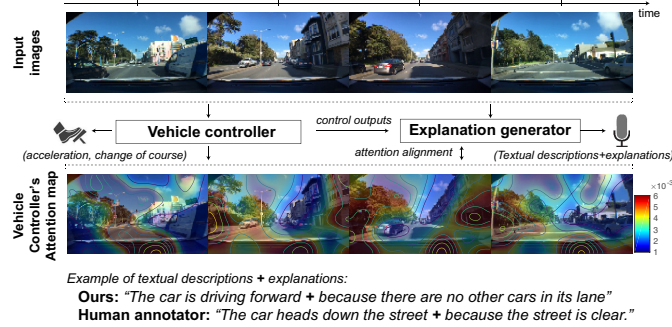 time
Input
images
Vehicle controller
control outputs
Explanation generator
(acceleration, change of course)
attention alignment
(Textual descriptions+explanations)
Vehicle
Controller's
Attention map
×10⁻³
6
5
4
3
2
1
Example of textual descriptions + explanations:
Ours: “The car is driving forward + because there are no other cars in its lane”
Human annotator: “The car heads down the street + because the street is clear.”